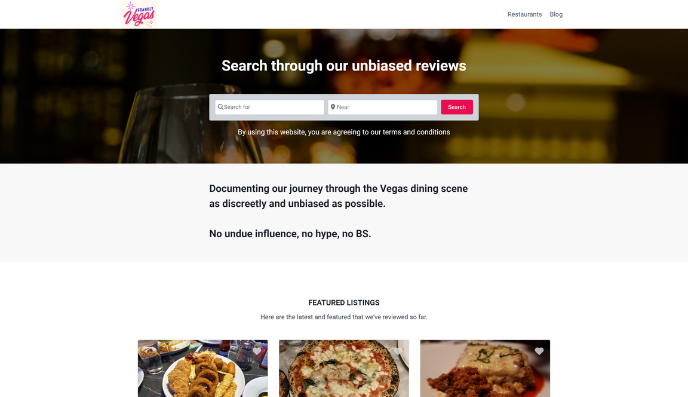 Vegas
Restaurants
Blog
Search through our unbiased reviews
Search for
Near
Search
By using this website, you are agreeing to our terms and conditions
Documenting our journey through the Vegas dining scene
as discreetly and unbiased as possible.
No undue influence, no hype, no BS.
FEATURED LISTINGS
Here are the latest and featured that we've reviewed so far.